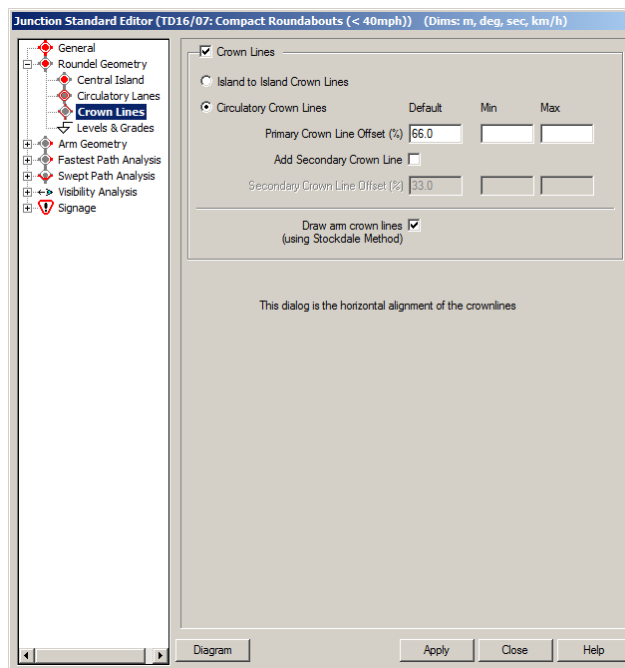 Junction Standard Editor (TD16/07: Compact Roundabouts (< 40mph)) (Dims: m, deg, sec, km/h)
General
Roundel Geometry
Central Island
Circulatory Lanes
Crown Lines
Levels & Grades
Arm Geometry
Fastest Path Analysis
Swept Path Analysis
Visibility Analysis
Signage
Crown Lines
Island to Island Crown Lines
Circulatory Crown Lines Default Min Max
Primary Crown Line Offset (%) 66.0
Add Secondary Crown Line
Secondary Crown Line Offset (%) 33.0
Draw arm crown lines
(using Stockdale Method)
This dialog is the horizontal alignment of the crownlines
Diagram Apply Close Help